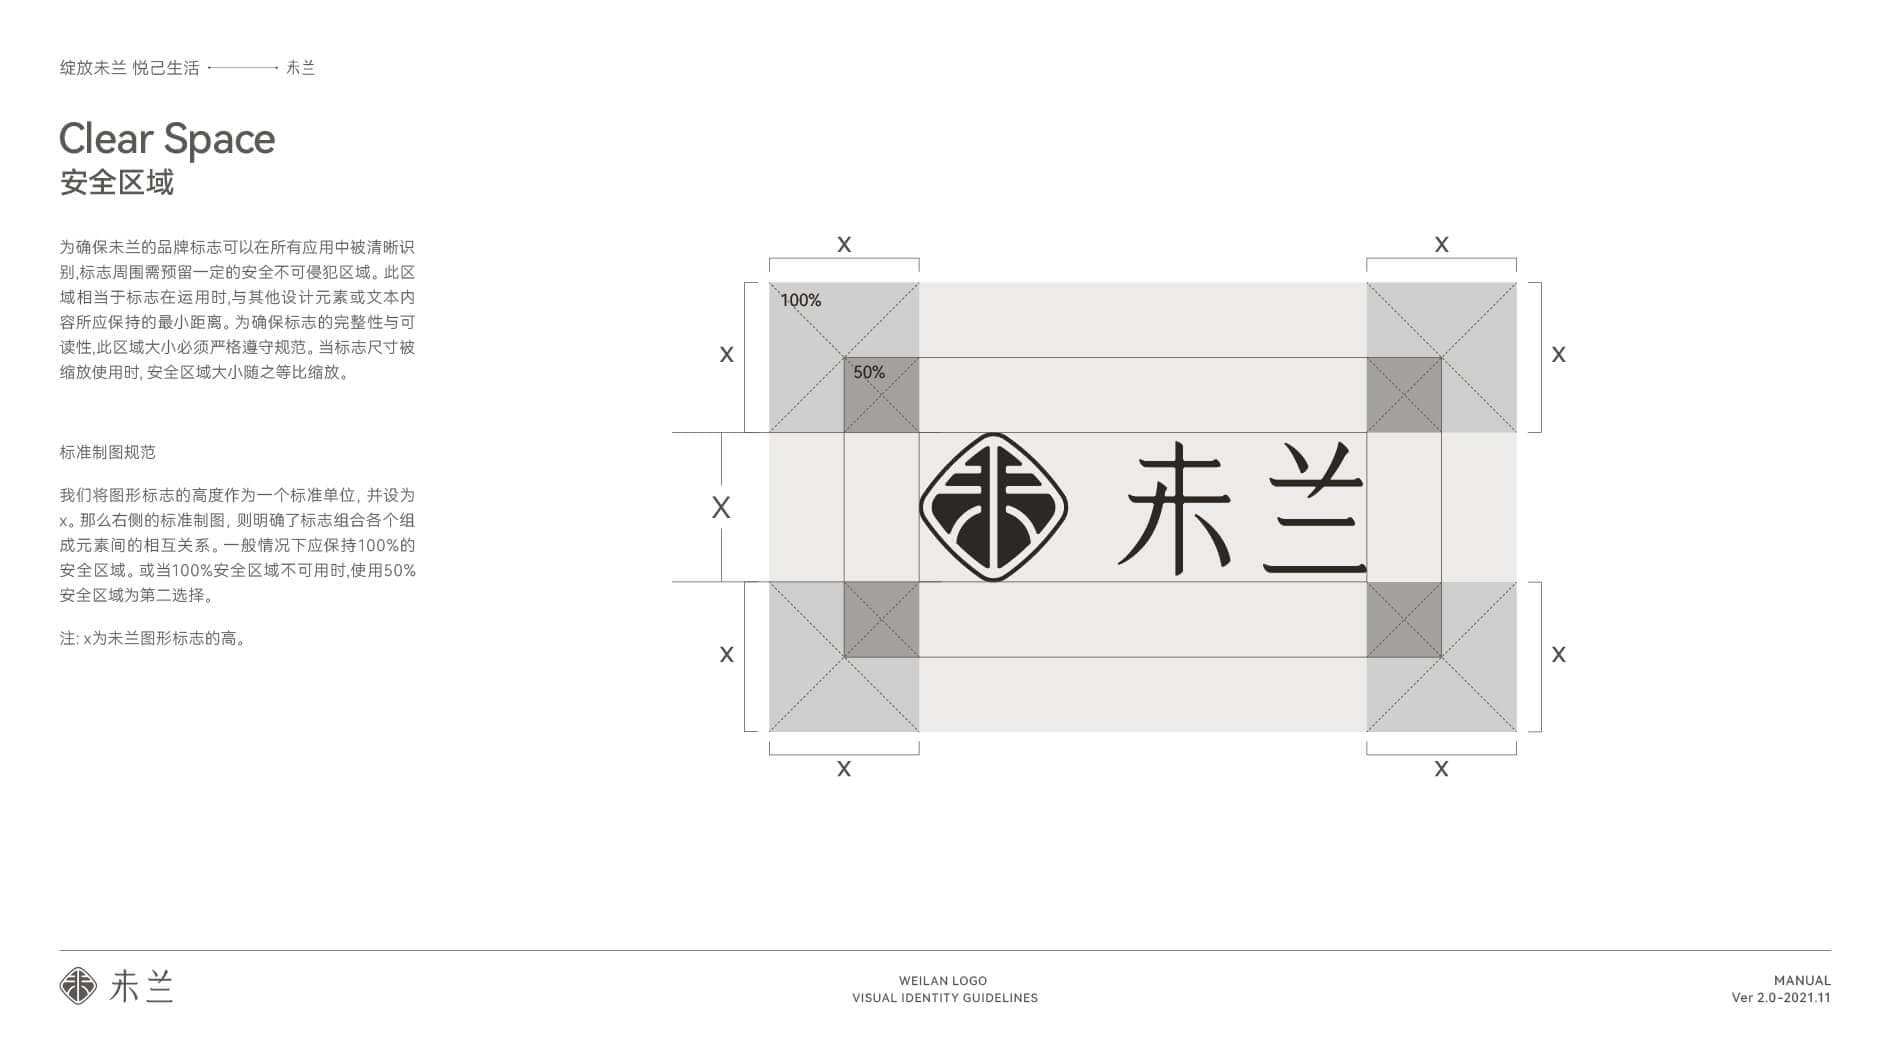 绽放未兰 悦己生活 未兰
Clear Space
安全区域
为确保未兰的品牌标志可以在所有应用中被清晰识
别,标志周围需预留一定的安全不可侵犯区域。此区
域相当于标志在运用时,与其他设计元素或文本内
容所应保持的最小距离。为确保标志的完整性与可
读性,此区域大小必须严格遵守规范。当标志尺寸被
缩放使用时, 安全区域大小随之等比缩放。
标准制图规范
我们将图形标志的高度作为一个标准单位, 并设为
x。那么右侧的标准制图, 则明确了标志组合各个组
成元素间的相互关系。一般情况下应保持100%的
安全区域。或当100%安全区域不可用时,使用50%
安全区域为第二选择。
注: x为未兰图形标志的高。
X
X
100%
X
X
50%
X
未兰
X
X
X
X
未兰
WEILAN LOGO
VISUAL IDENTITY GUIDELINES
MANUAL
Ver 2.0-2021.11